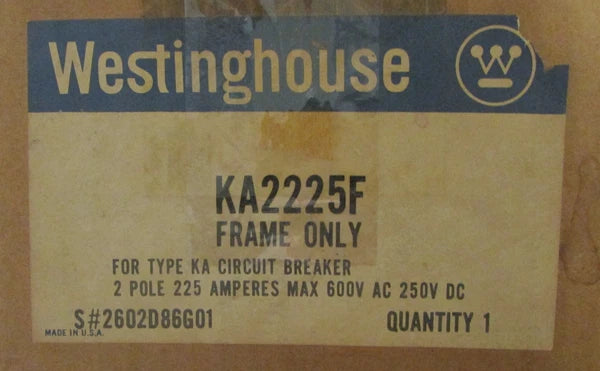 Westinghouse
W
KA2225F
FRAME ONLY
FOR TYPE KA CIRCUIT BREAKER
2 POLE 225 AMPERES MAX 600V AC 250V DC
S#2602D86G01 QUANTITY 1
MADE IN U.S.A.